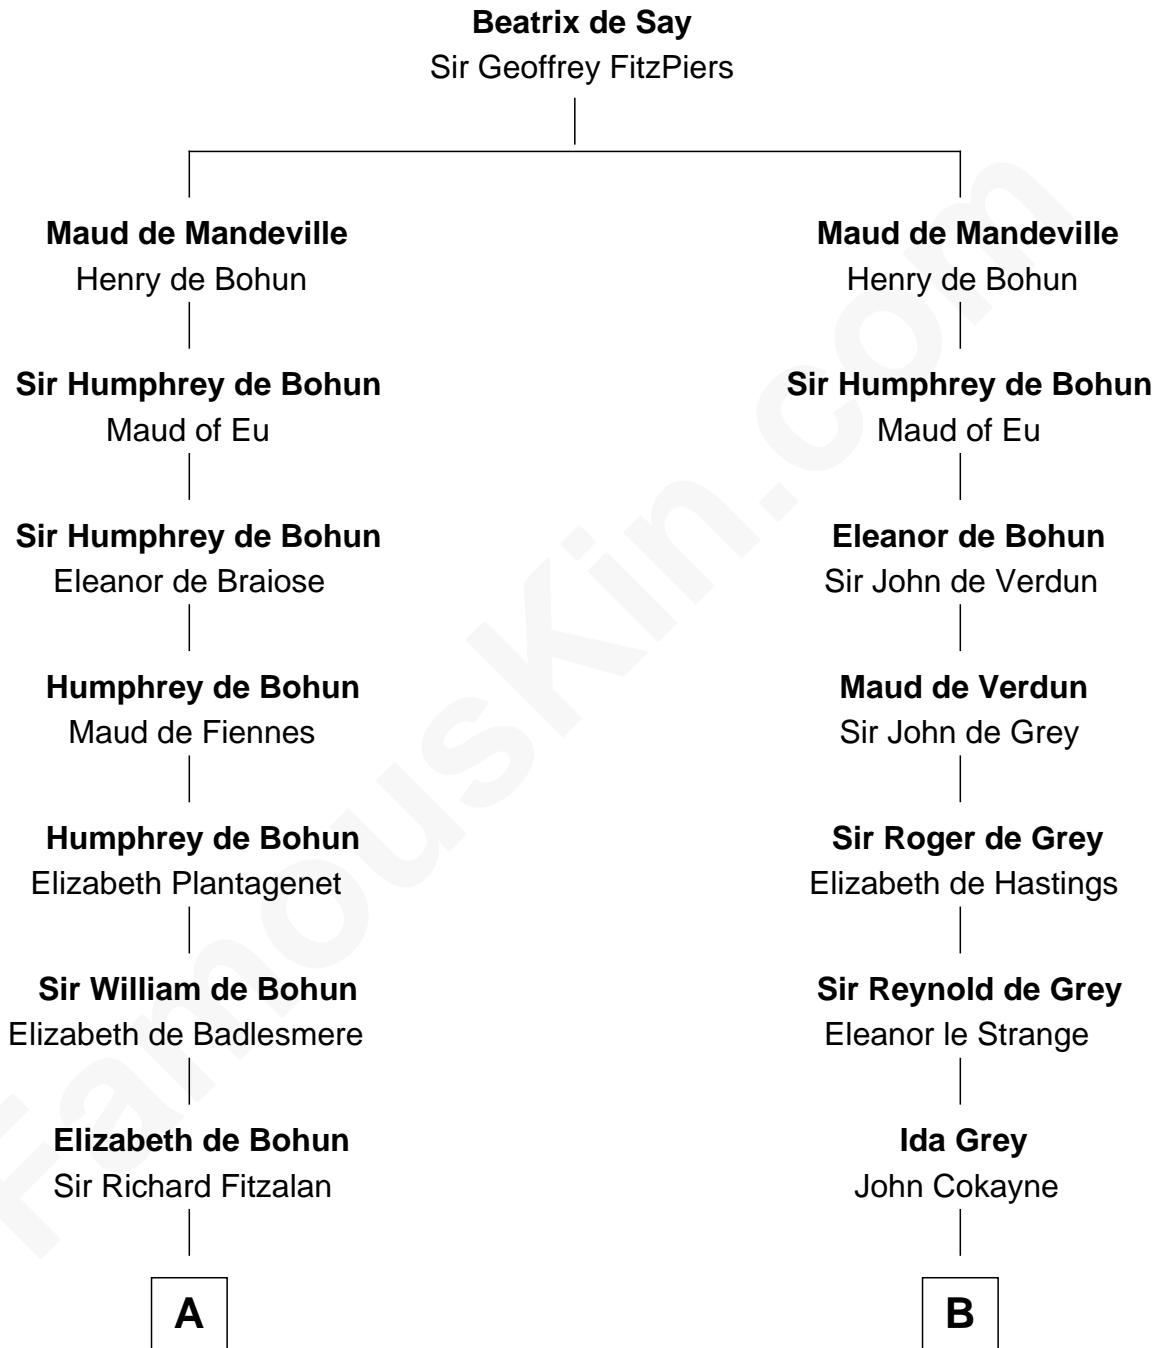 Beatrix de Say
Sir Geoffrey FitzPiers
Maud de Mandeville
Henry de Bohun
Sir Humphrey de Bohun
Maud of Eu
Sir Humphrey de Bohun
Eleanor de Braiose
Humphrey de Bohun
Maud de Fiennes
Humphrey de Bohun
Elizabeth Plantagenet
Sir William de Bohun
Elizabeth de Badlesmere
Elizabeth de Bohun
Sir Richard Fitzalan
A
Maud de Mandeville
Henry de Bohun
Sir Humphrey de Bohun
Maud of Eu
Eleanor de Bohun
Sir John de Verdun
Maud de Verdun
Sir John de Grey
Sir Roger de Grey
Elizabeth de Hastings
Sir Reynold de Grey
Eleanor le Strange
Ida Grey
John Cokayne
B
FamousKin.com